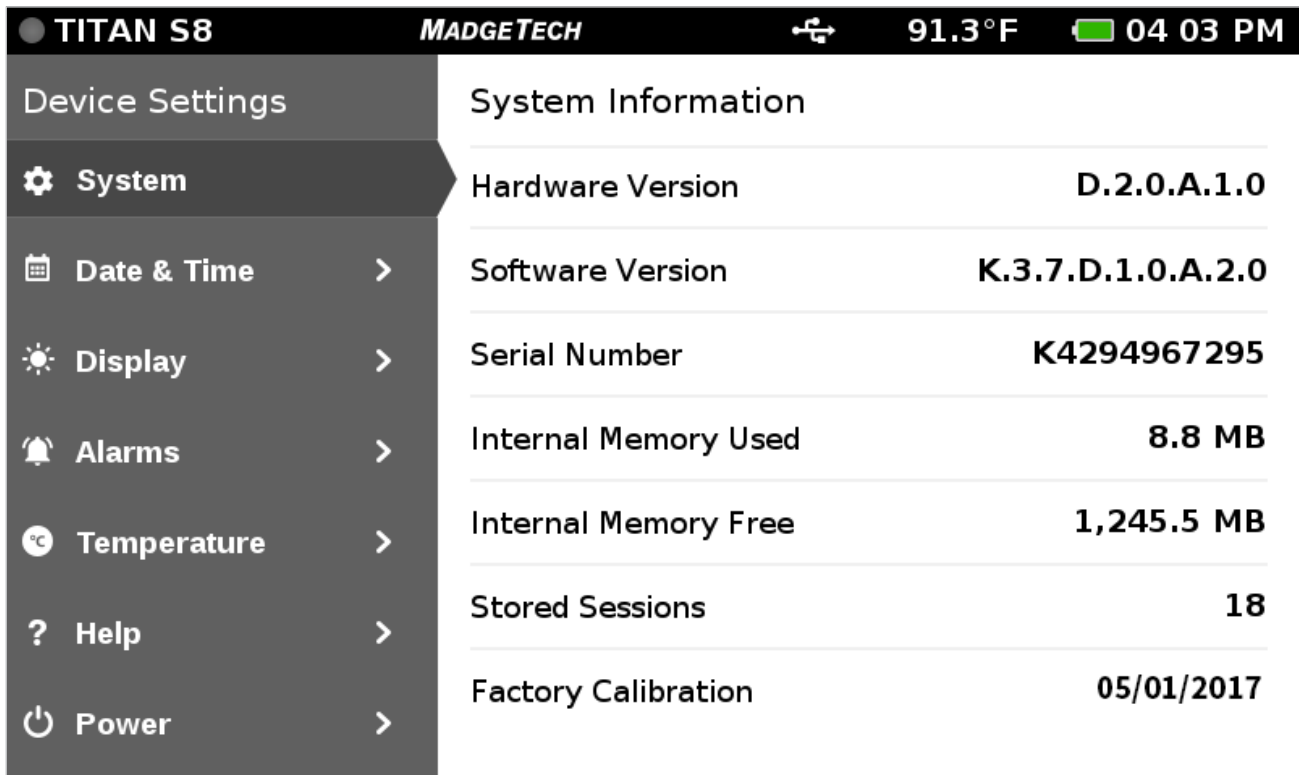 TITAN S8 MADGETECH 91.3°F 04 03 PM
Device Settings
System
Date & Time
Display
Alarms
°C Temperature
? Help
Power
System Information
Hardware Version D.2.0.A.1.0
Software Version K.3.7.D.1.0.A.2.0
Serial Number K4294967295
Internal Memory Used 8.8 MB
Internal Memory Free 1,245.5 MB
Stored Sessions 18
Factory Calibration 05/01/2017